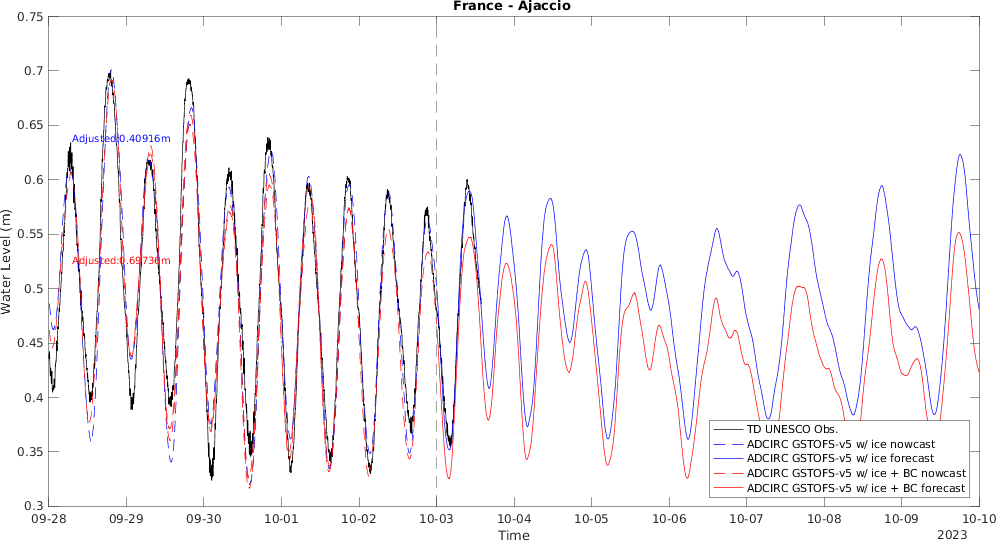 France - Ajaccio
0.75
0.7
0.65
0.6
0.55
0.5
0.45
0.4
0.35
0.3
Water Level (m)
Adjusted:0.40916m
Adjusted:0.69736m
TD UNESCO Obs.
ADCIRC GSTOFS-v5 w/ ice nowcast
ADCIRC GSTOFS-v5 w/ ice forecast
ADCIRC GSTOFS-v5 w/ ice + BC nowcast
ADCIRC GSTOFS-v5 w/ ice + BC forecast
09-28 09-29 09-30 10-01 10-02 10-03 10-04 10-05 10-06 10-07 10-08 10-09 10-10
Time
2023